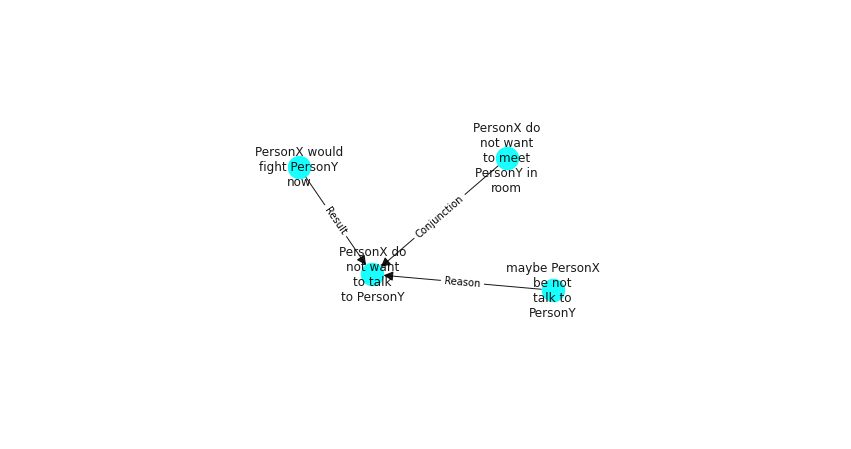 PersonX would
fight PersonY
now
PersonX do
not want
to meet
PersonY in
room
Result
Conjunction
PersonX do
not want
to talk
to PersonY
Reason
maybe PersonX
be not
talk to
PersonY